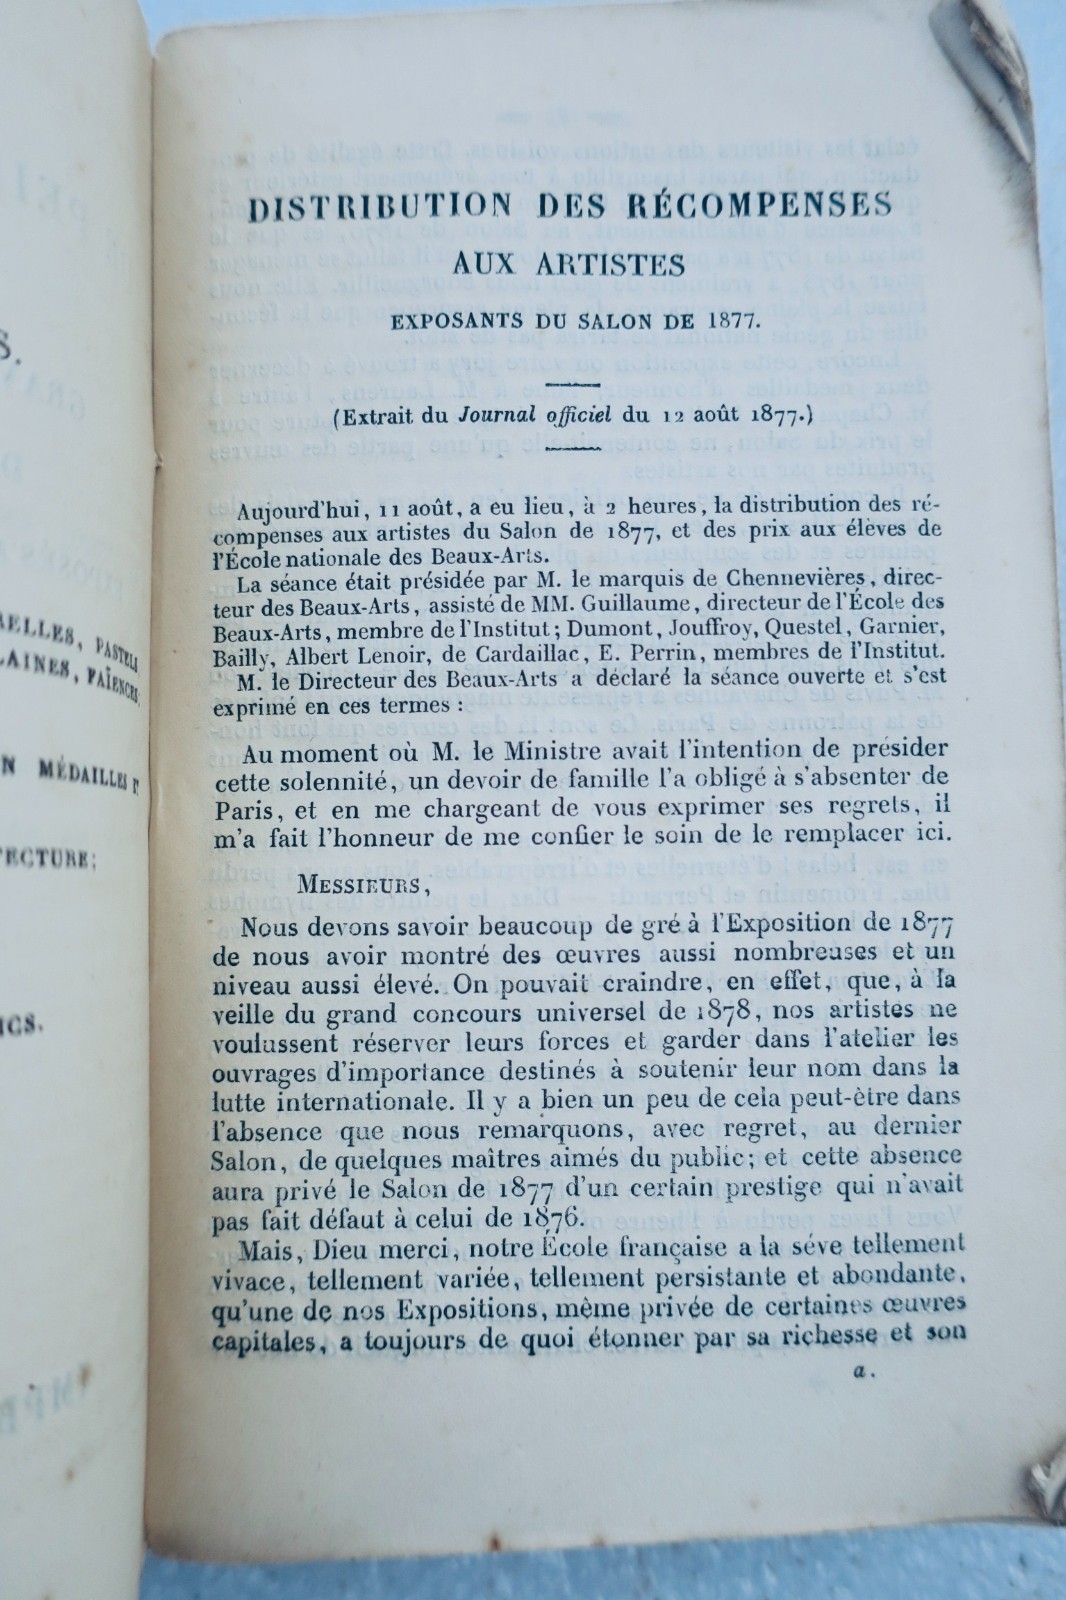 S.
ELLES, PASTELS
AINES, FAÏENCES,
N MÉDAILLES ET
TECTURE;
ICS.
DISTRIBUTION DES RÉCOMPENSES
AUX ARTISTES
EXPOSANTS DU SALON DE 1877.
(Extrait du Journal officiel du 12 août 1877.)
Aujourd'hui, 11 août, a eu lieu, à 2 heures, la distribution des ré-
compenses aux artistes du Salon de 1877, et des prix aux élèves de
l'École nationale des Beaux-Arts.
La séance était présidée par M. le marquis de Chennevières, direc-
teur des Beaux-Arts, assisté de MM. Guillaume, directeur de l'École des
Beaux-Arts, membre de l'Institut; Dumont, Jouffroy, Questel, Garnier,
Bailly, Albert Lenoir, de Cardaillac, E. Perrin, membres de l'Institut.
M. le Directeur des Beaux-Arts a déclaré la séance ouverte et s'est
exprimé en ces termes :
Au moment où M. le Ministre avait l'intention de présider
cette solennité, un devoir de famille l'a obligé à s'absenter de
Paris, et en me chargeant de vous exprimer ses regrets, il
m'a fait l'honneur de me confier le soin de le remplacer ici.
MESSIEURS,
Nous devons savoir beaucoup de gré à l'Exposition de 1877
de nous avoir montré des œuvres aussi nombreuses et un
niveau aussi élevé. On pouvait craindre, en effet, que, à la
veille du grand concours universel de 1878, nos artistes ne
voulussent réserver leurs forces et garder dans l'atelier les
ouvrages d'importance destinés à soutenir leur nom dans la
lutte internationale. Il y a bien un peu de cela peut-être dans
l'absence que nous remarquons, avec regret, au dernier
Salon, de quelques maîtres aimés du public; et cette absence
aura privé le Salon de 1877 d'un certain prestige qui n'avait
pas fait défaut à celui de 1876.
Mais, Dieu merci, notre École française a la séve tellement
vivace, tellement variée, tellement persistante et abondante,
qu'une de nos Expositions, même privée de certaines œuvres
capitales, a toujours de quoi étonner par sa richesse et son
a.